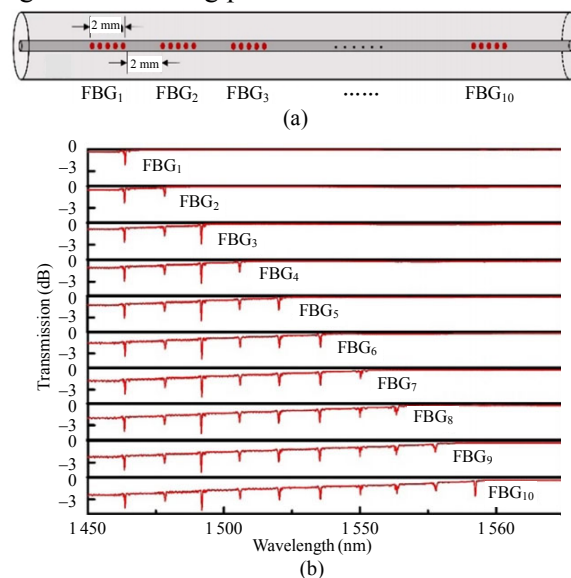 2 mm
2 mm
FBG1 FBG2 FBG3 …… FBG10
(a)
0
−3
FBG1
0
−3
FBG2
0
−3
FBG3
0
−3
FBG4
0
−3
FBG5
0
−3
FBG6
0
−3
FBG7
0
−3
FBG8
0
−3
FBG9
0
−3
FBG10
Transmission (dB)
1 450 1 500 1 550 1 560
Wavelength (nm)
(b)